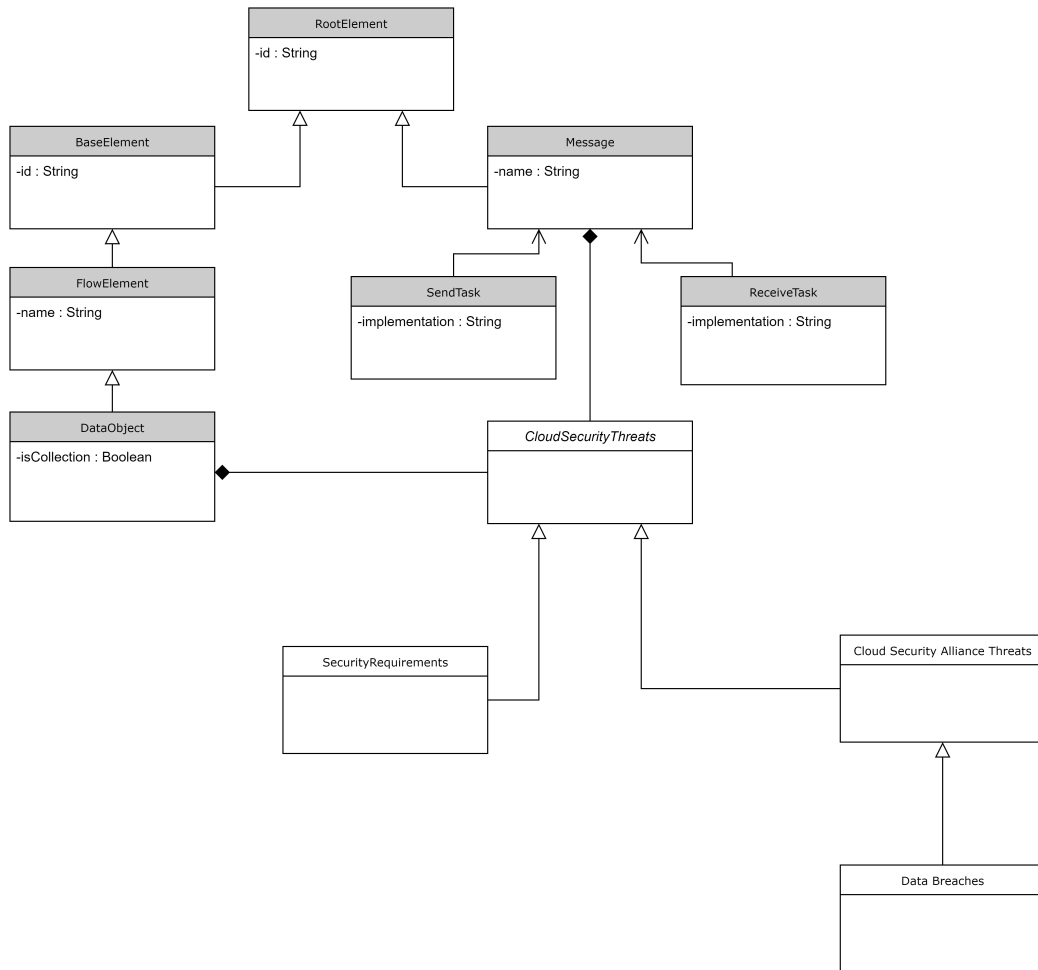 RootElement
-id : String
BaseElement
-id : String
Message
-name : String
FlowElement
-name : String
SendTask
-implementation : String
ReceiveTask
-implementation : String
DataObject
-isCollection : Boolean
CloudSecurityThreats
SecurityRequirements
Cloud Security Alliance Threats
Data Breaches